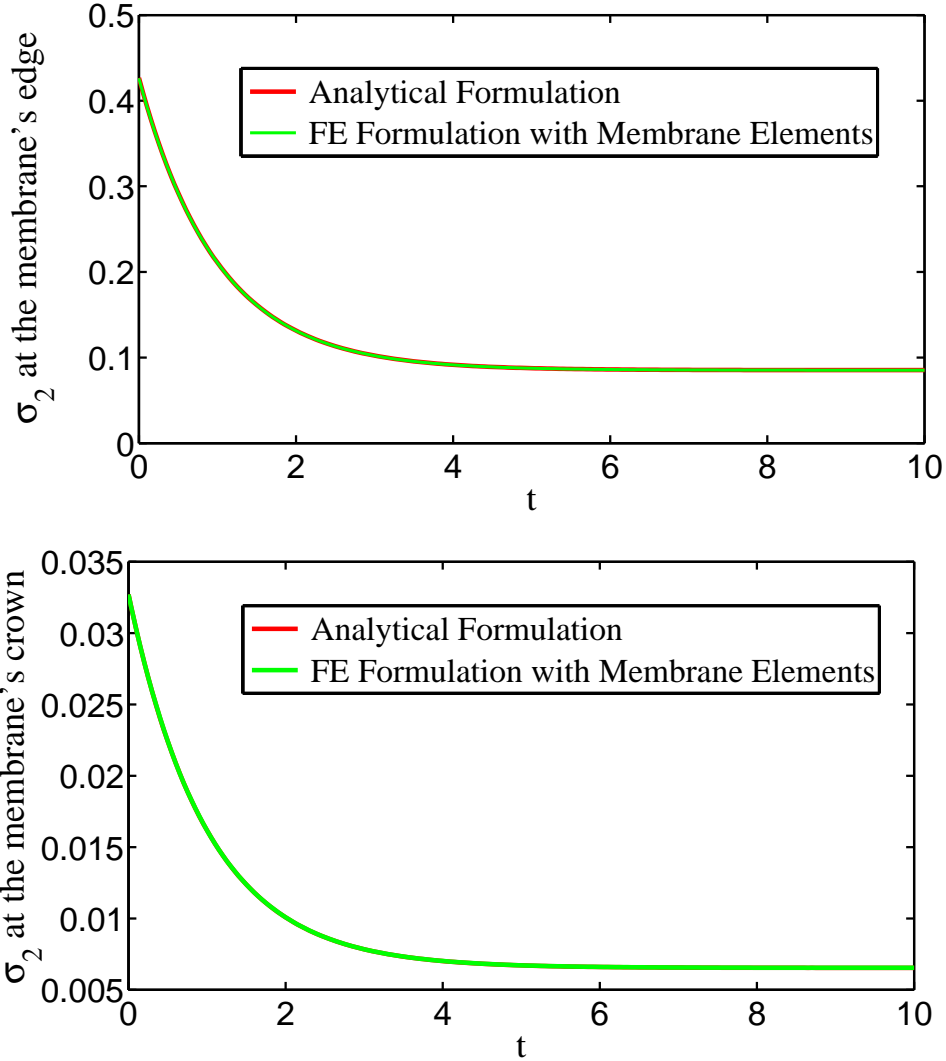 0.5
0.4
0.3
0.2
0.1
0
σ2 at the membrane's edge
Analytical Formulation
FE Formulation with Membrane Elements
0 2 4 6 8 10
t
0.035
0.03
0.025
0.02
0.015
0.01
0.005
σ2 at the membrane's crown
Analytical Formulation
FE Formulation with Membrane Elements
0 2 4 6 8 10
t